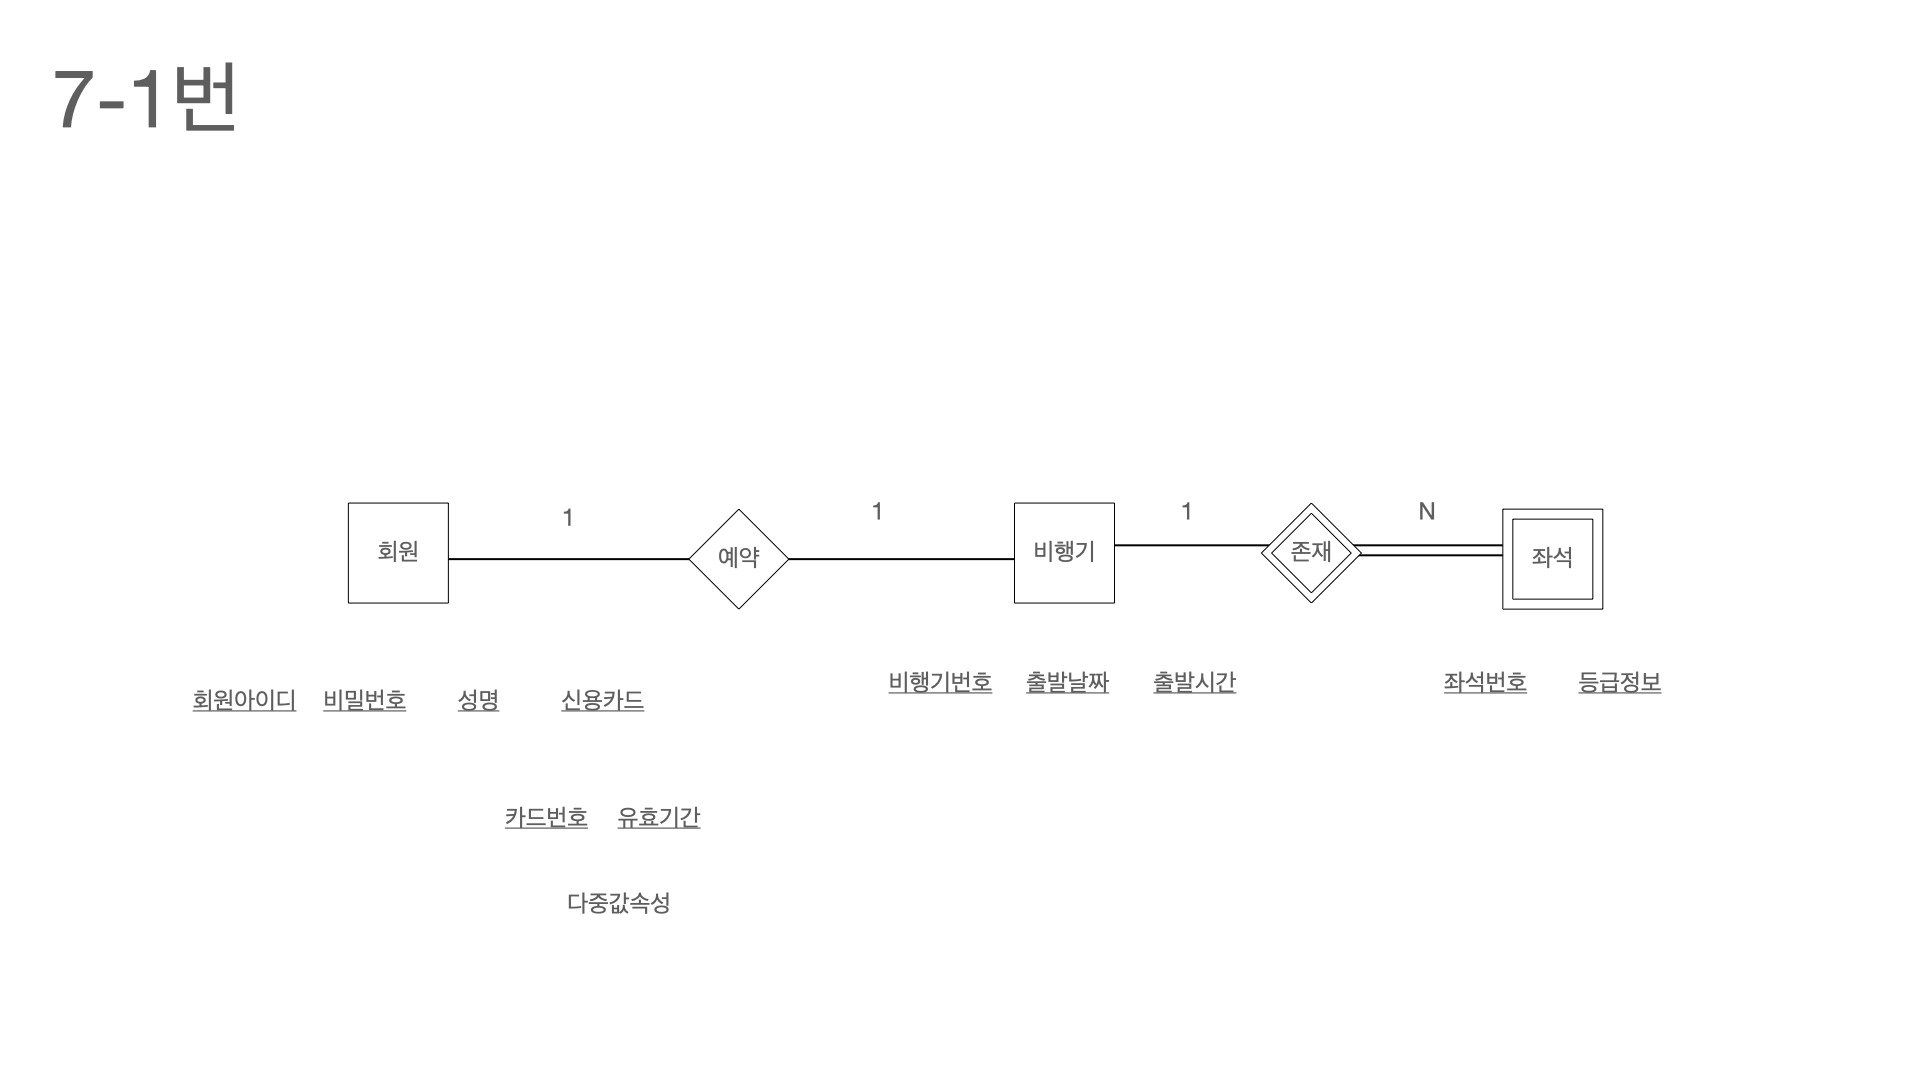 7-1번
1 1 1 N
회원 예약 비행기 존재 좌석
비행기번호 출발날짜 출발시간 좌석번호 등급정보
회원아이디 비밀번호 성명 신용카드
카드번호 유효기간
다중값속성